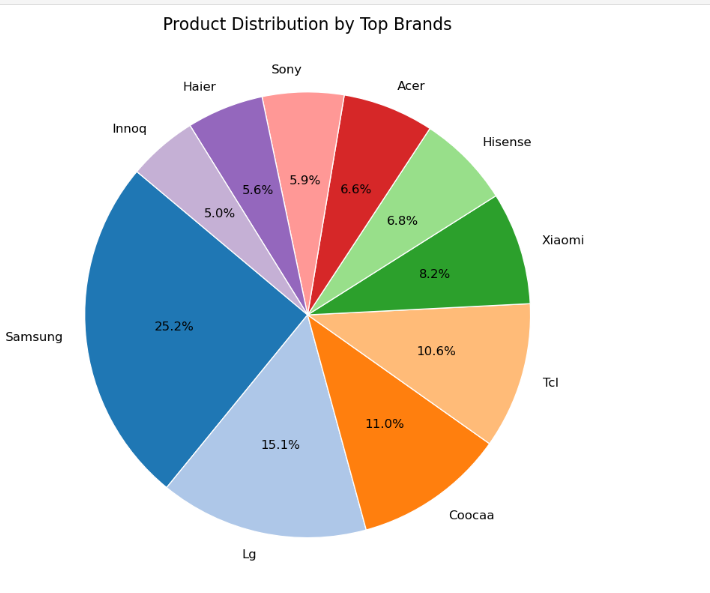 Product Distribution by Top Brands
Sony
Haier
Acer
Innoq
Hisense
5.9%
5.6%
6.6%
5.0%
6.8%
Xiaomi
8.2%
25.2%
Samsung
10.6%
Tcl
11.0%
15.1%
Coocaa
Lg